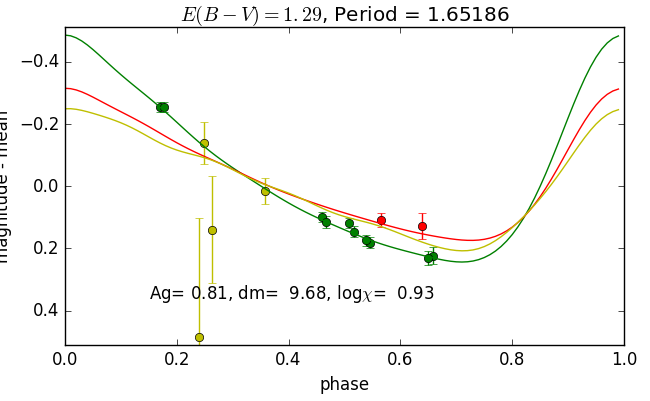 E(B−V)=1.29, Period = 1.65186
magnitude - mean
−0.4
−0.2
0.0
0.2
0.4
Ag= 0.81, dm=  9.68, logχ=  0.93
0.0 0.2 0.4 0.6 0.8 1.0
phase